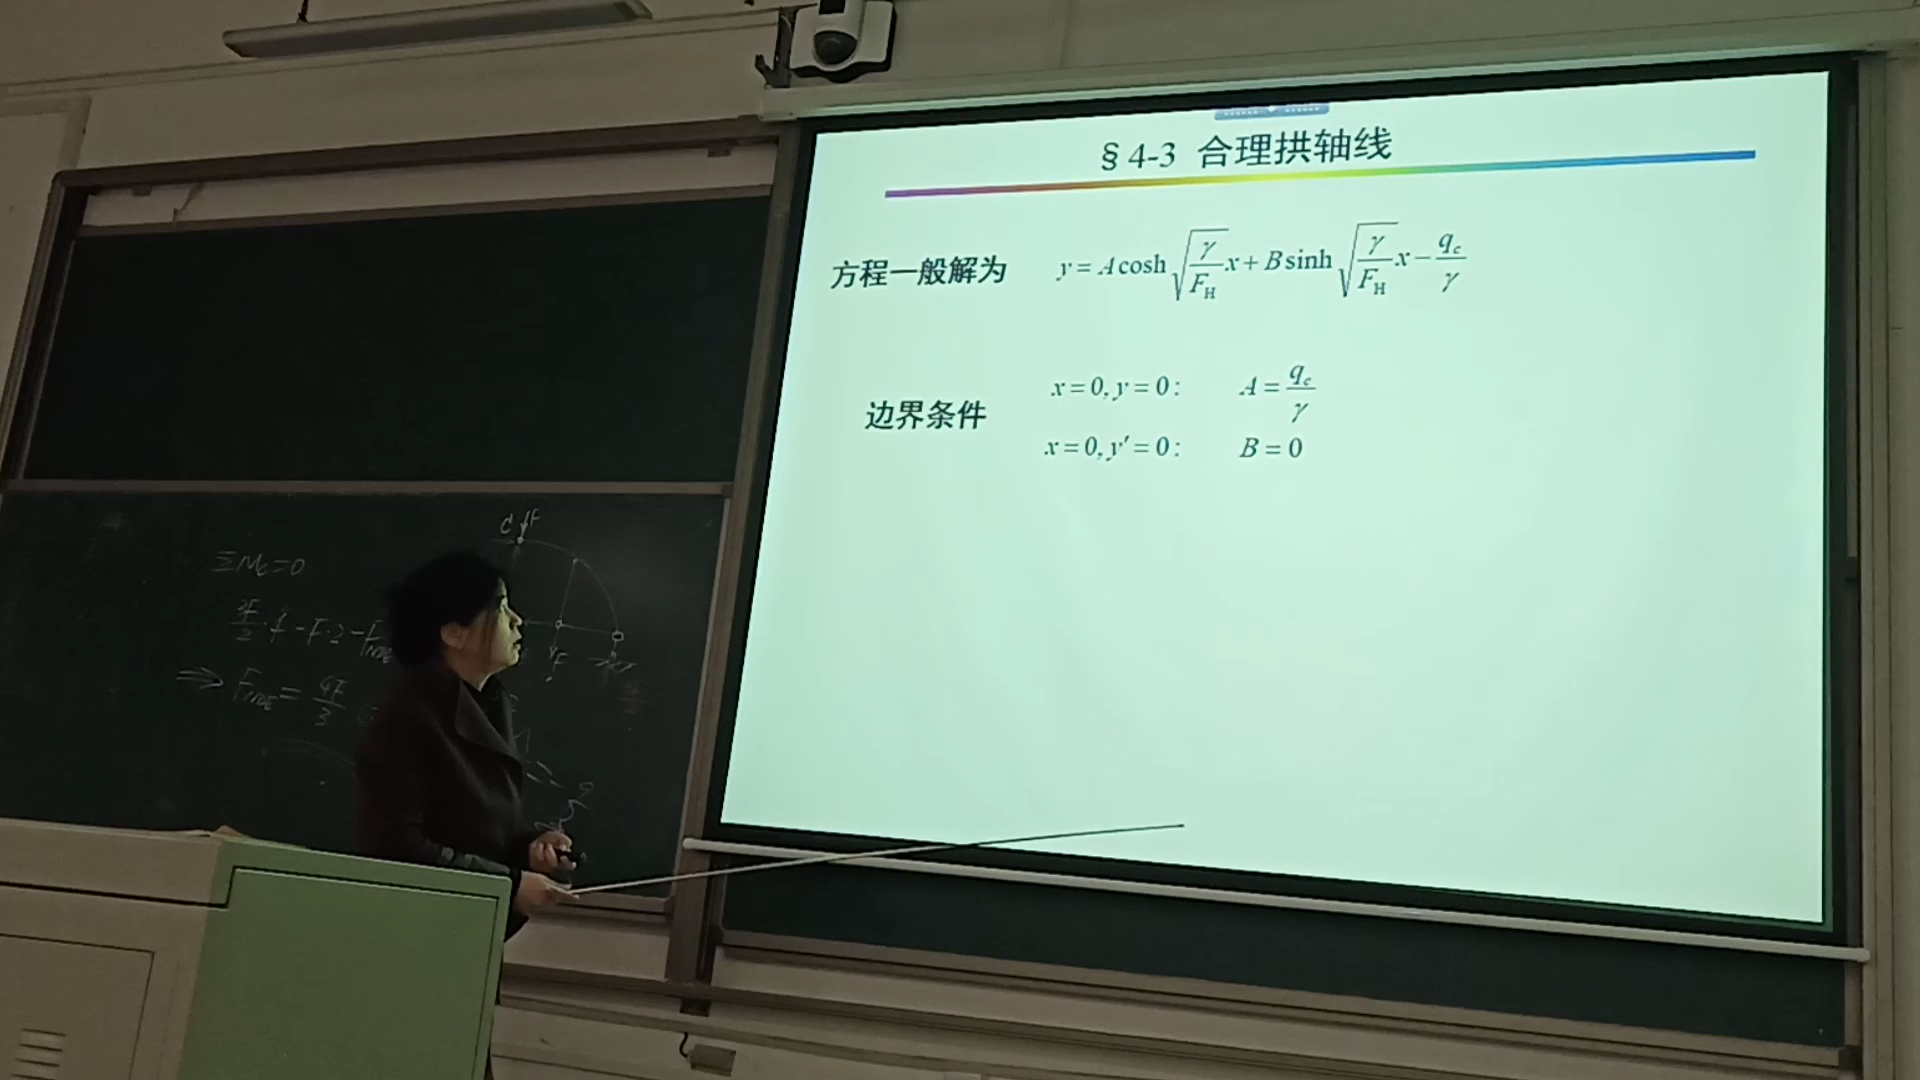 §4-3 合理拱轴线
方程一般解为 y = A cosh √(γ/F_H) x + B sinh √(γ/F_H) x − q_c/γ
边界条件
x = 0, y = 0: A = q_c/γ
x = 0, y′ = 0: B = 0
C F
ΣM_C=0
F